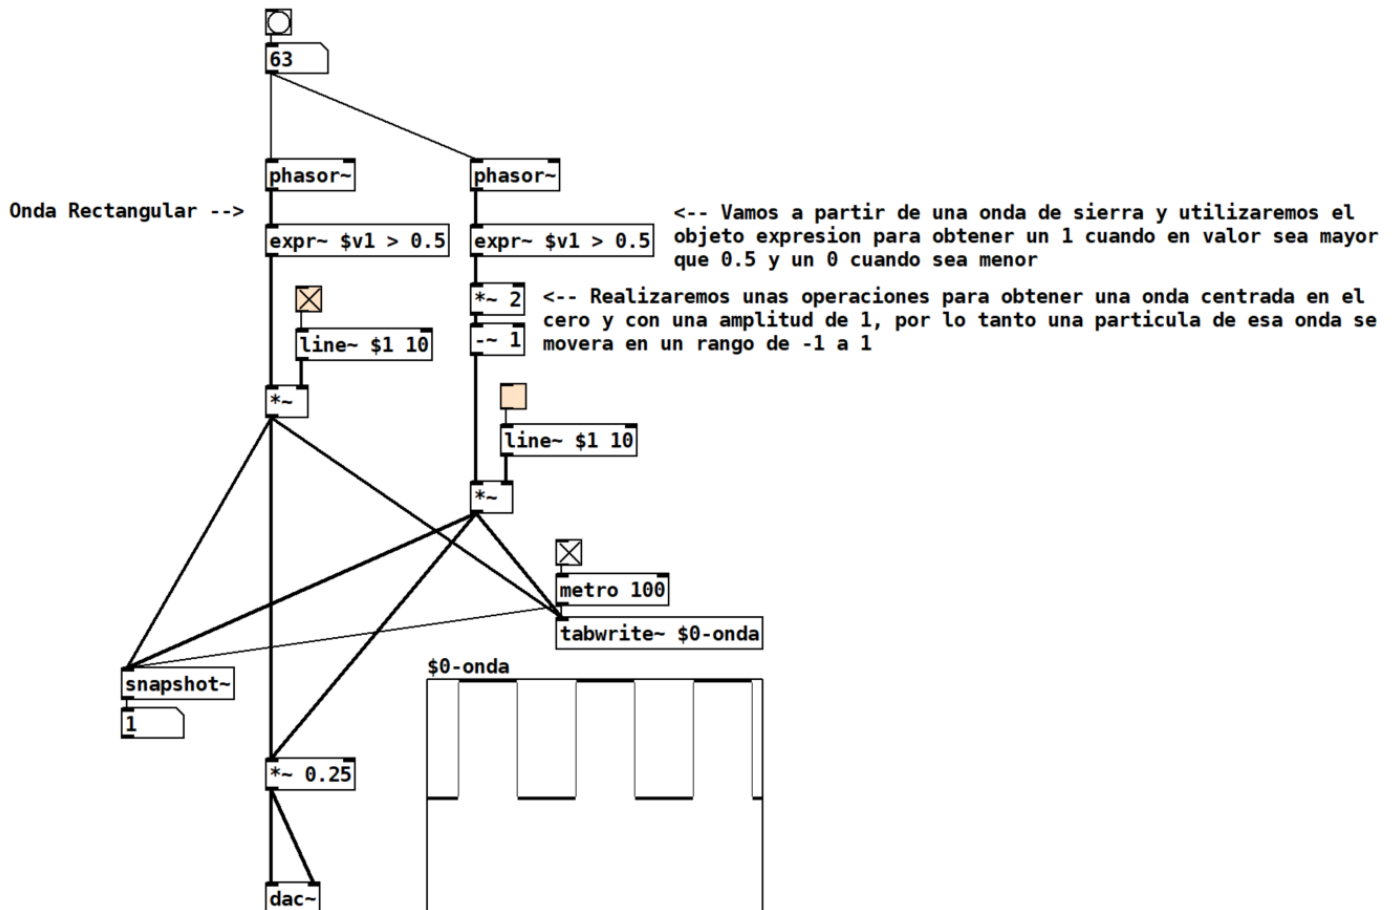 63
phasor~
phasor~
Onda Rectangular -->
<-- Vamos a partir de una onda de sierra y utilizaremos el
objeto expresion para obtener un 1 cuando en valor sea mayor
que 0.5 y un 0 cuando sea menor
expr~ $v1 > 0.5
expr~ $v1 > 0.5
*~ 2
<-- Realizaremos unas operaciones para obtener una onda centrada en el
cero y con una amplitud de 1, por lo tanto una particula de esa onda se
movera en un rango de -1 a 1
-~ 1
line~ $1 10
*~
line~ $1 10
*~
metro 100
tabwrite~ $0-onda
$0-onda
snapshot~
1
*~ 0.25
dac~